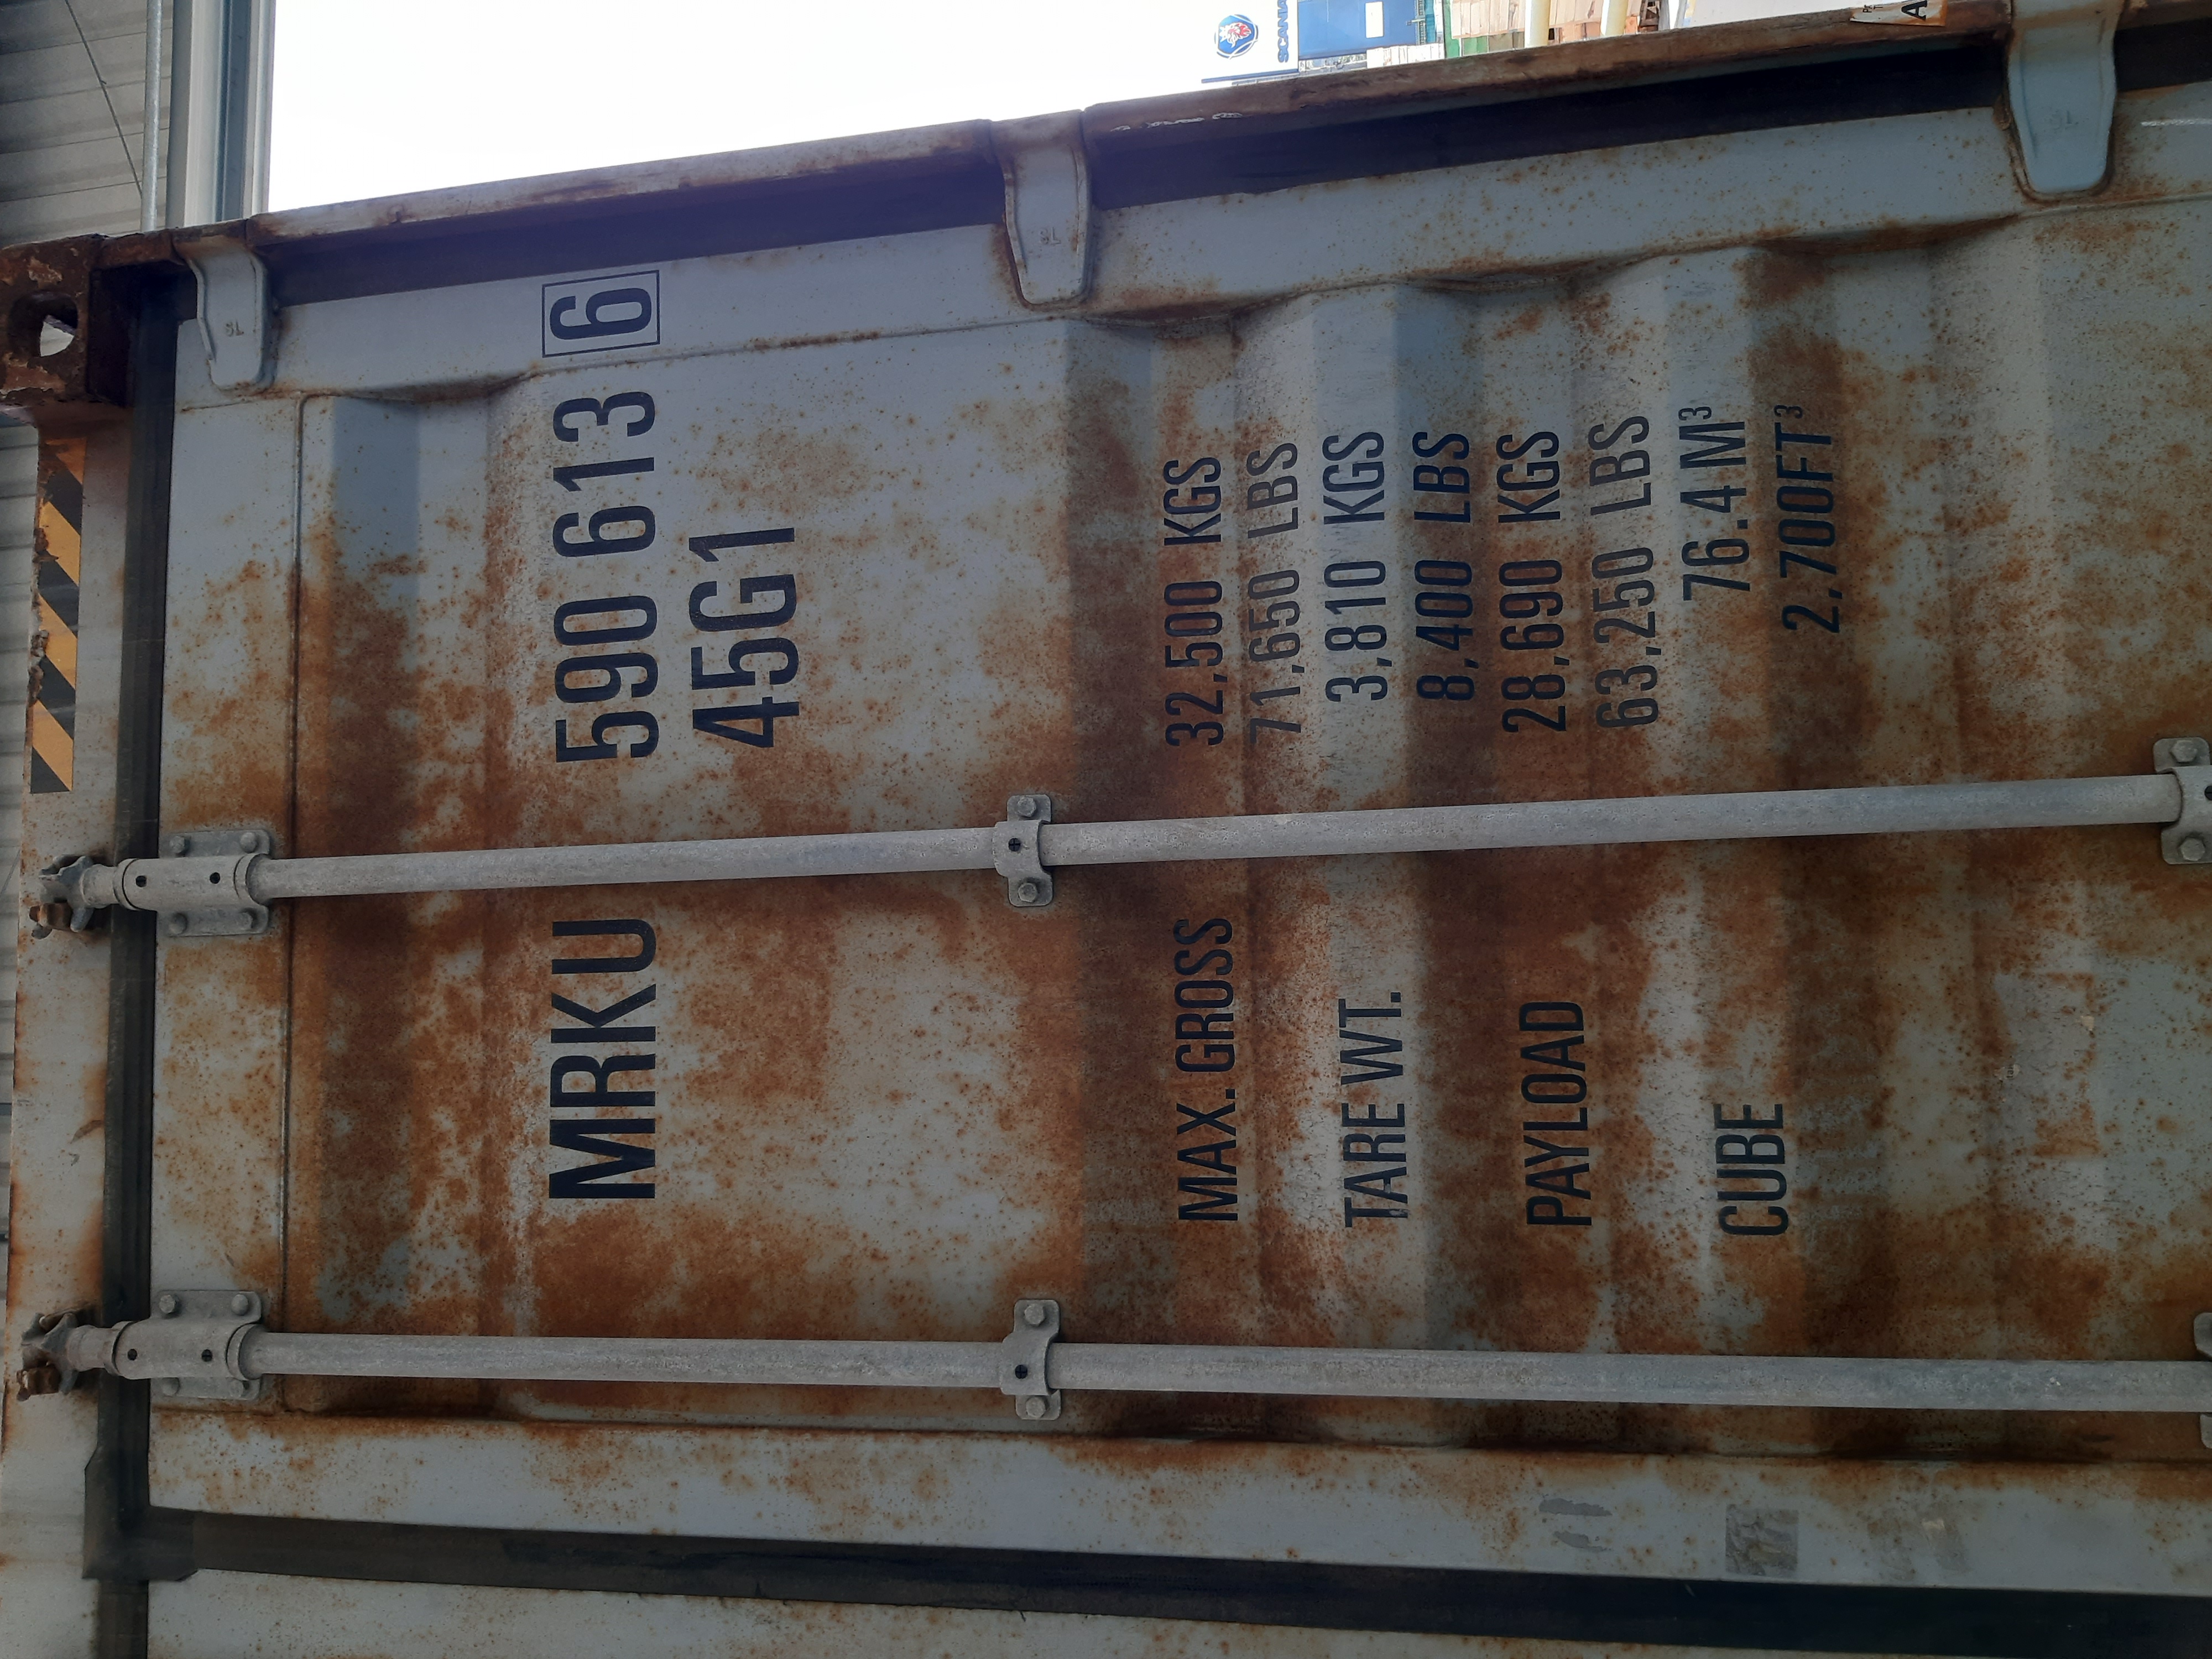 MRKU 590 613 6
45G1
MAX. GROSS 32,500 KGS
71,650 LBS
TARE WT. 3,810 KGS
8,400 LBS
PAYLOAD 28,690 KGS
63,250 LBS
CUBE 76.4 M³
2,700FT³
SCANIA